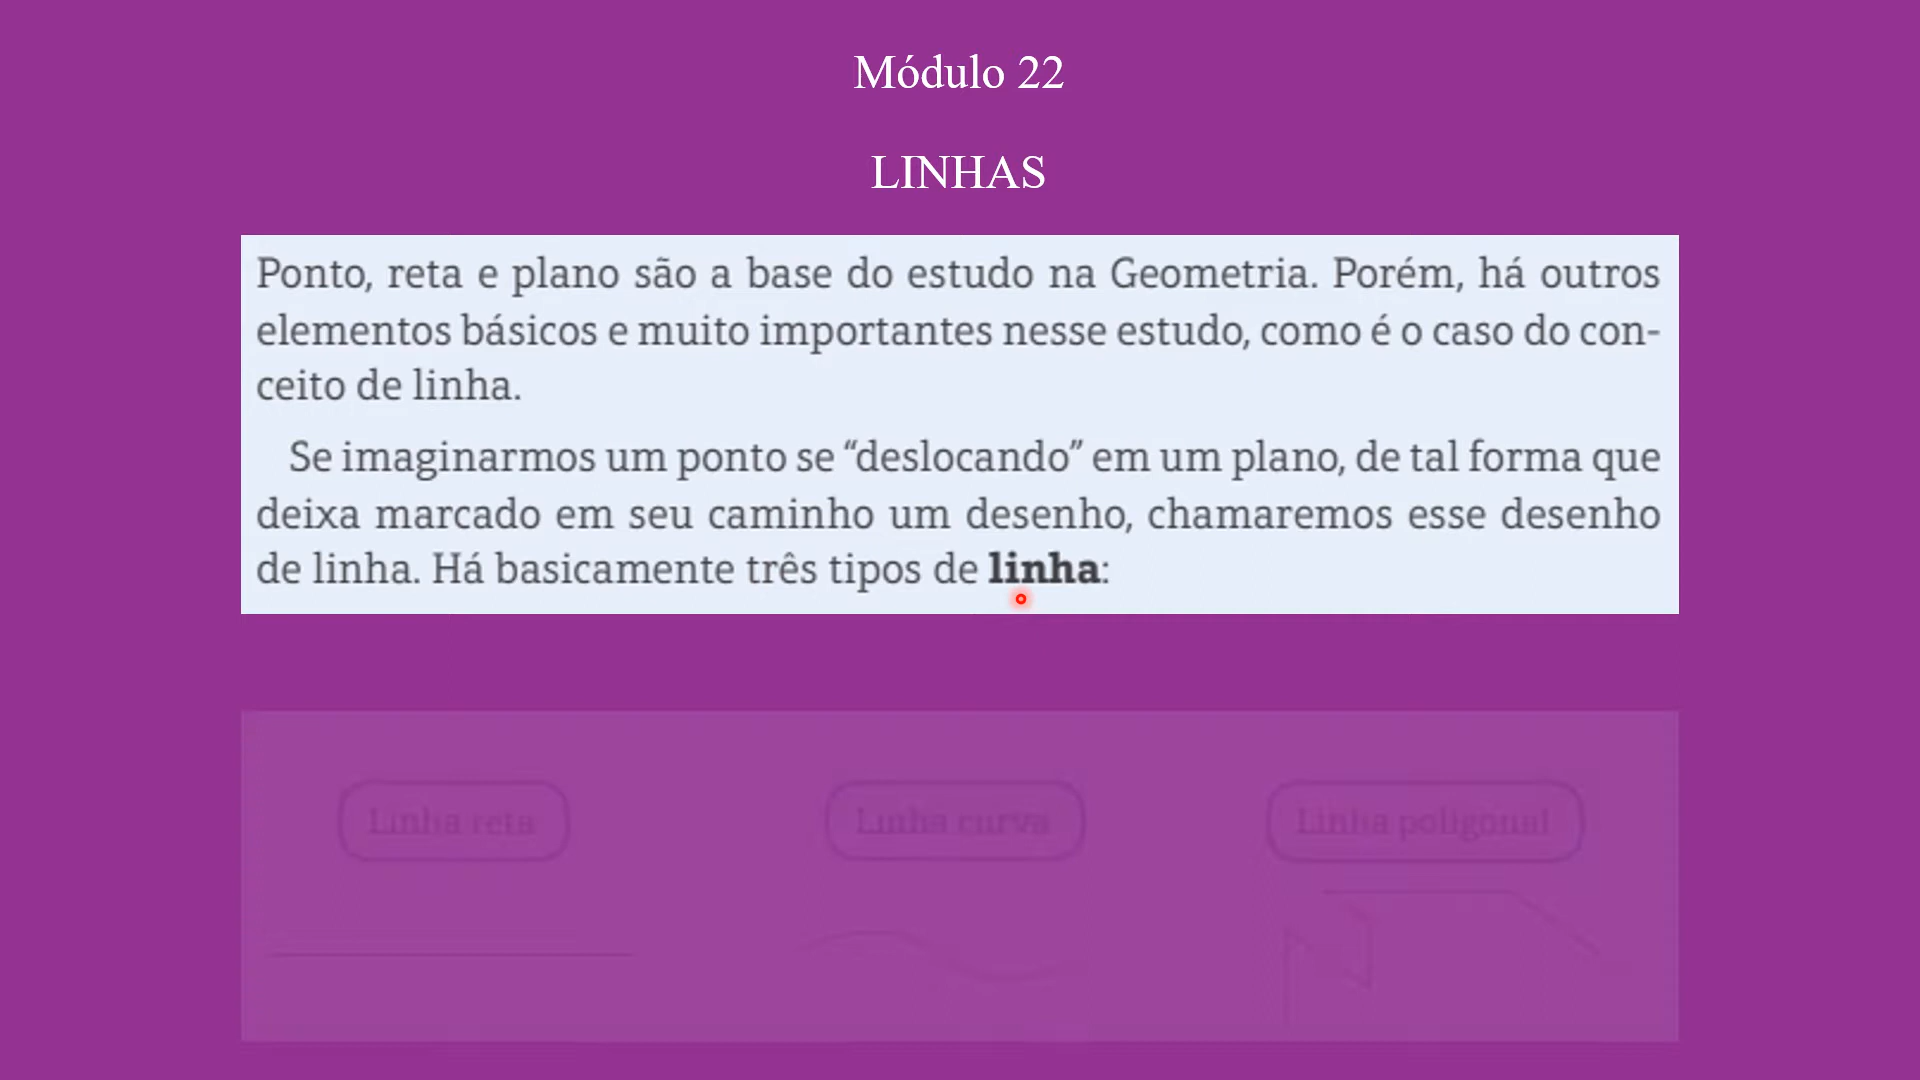 Módulo 22
LINHAS
Ponto, reta e plano são a base do estudo na Geometria. Porém, há outros
elementos básicos e muito importantes nesse estudo, como é o caso do con-
ceito de linha.
Se imaginarmos um ponto se “deslocando” em um plano, de tal forma que
deixa marcado em seu caminho um desenho, chamaremos esse desenho
de linha. Há basicamente três tipos de linha:
Linha reta
Linha curva
Linha poligonal